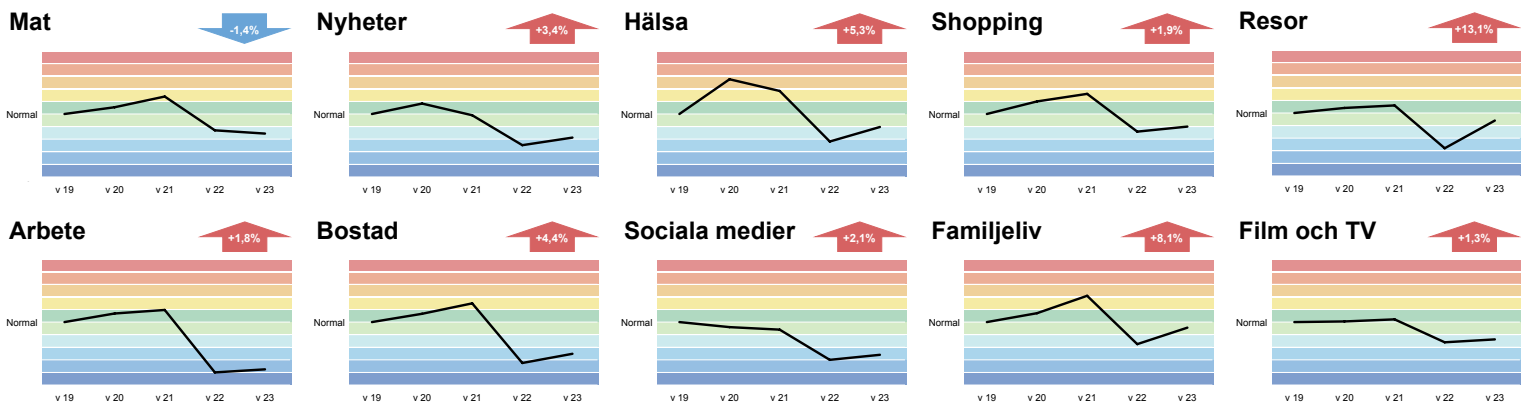 Mat
-1,4%
Normal
v 19 v 20 v 21 v 22 v 23
Nyheter
+3,4%
Normal
v 19 v 20 v 21 v 22 v 23
Hälsa
+5,3%
Normal
v 19 v 20 v 21 v 22 v 23
Shopping
+1,9%
Normal
v 19 v 20 v 21 v 22 v 23
Resor
+13,1%
Normal
v 19 v 20 v 21 v 22 v 23
Arbete
+1,8%
Normal
v 19 v 20 v 21 v 22 v 23
Bostad
+4,4%
Normal
v 19 v 20 v 21 v 22 v 23
Sociala medier
+2,1%
Normal
v 19 v 20 v 21 v 22 v 23
Familjeliv
+8,1%
Normal
v 19 v 20 v 21 v 22 v 23
Film och TV
+1,3%
Normal
v 19 v 20 v 21 v 22 v 23